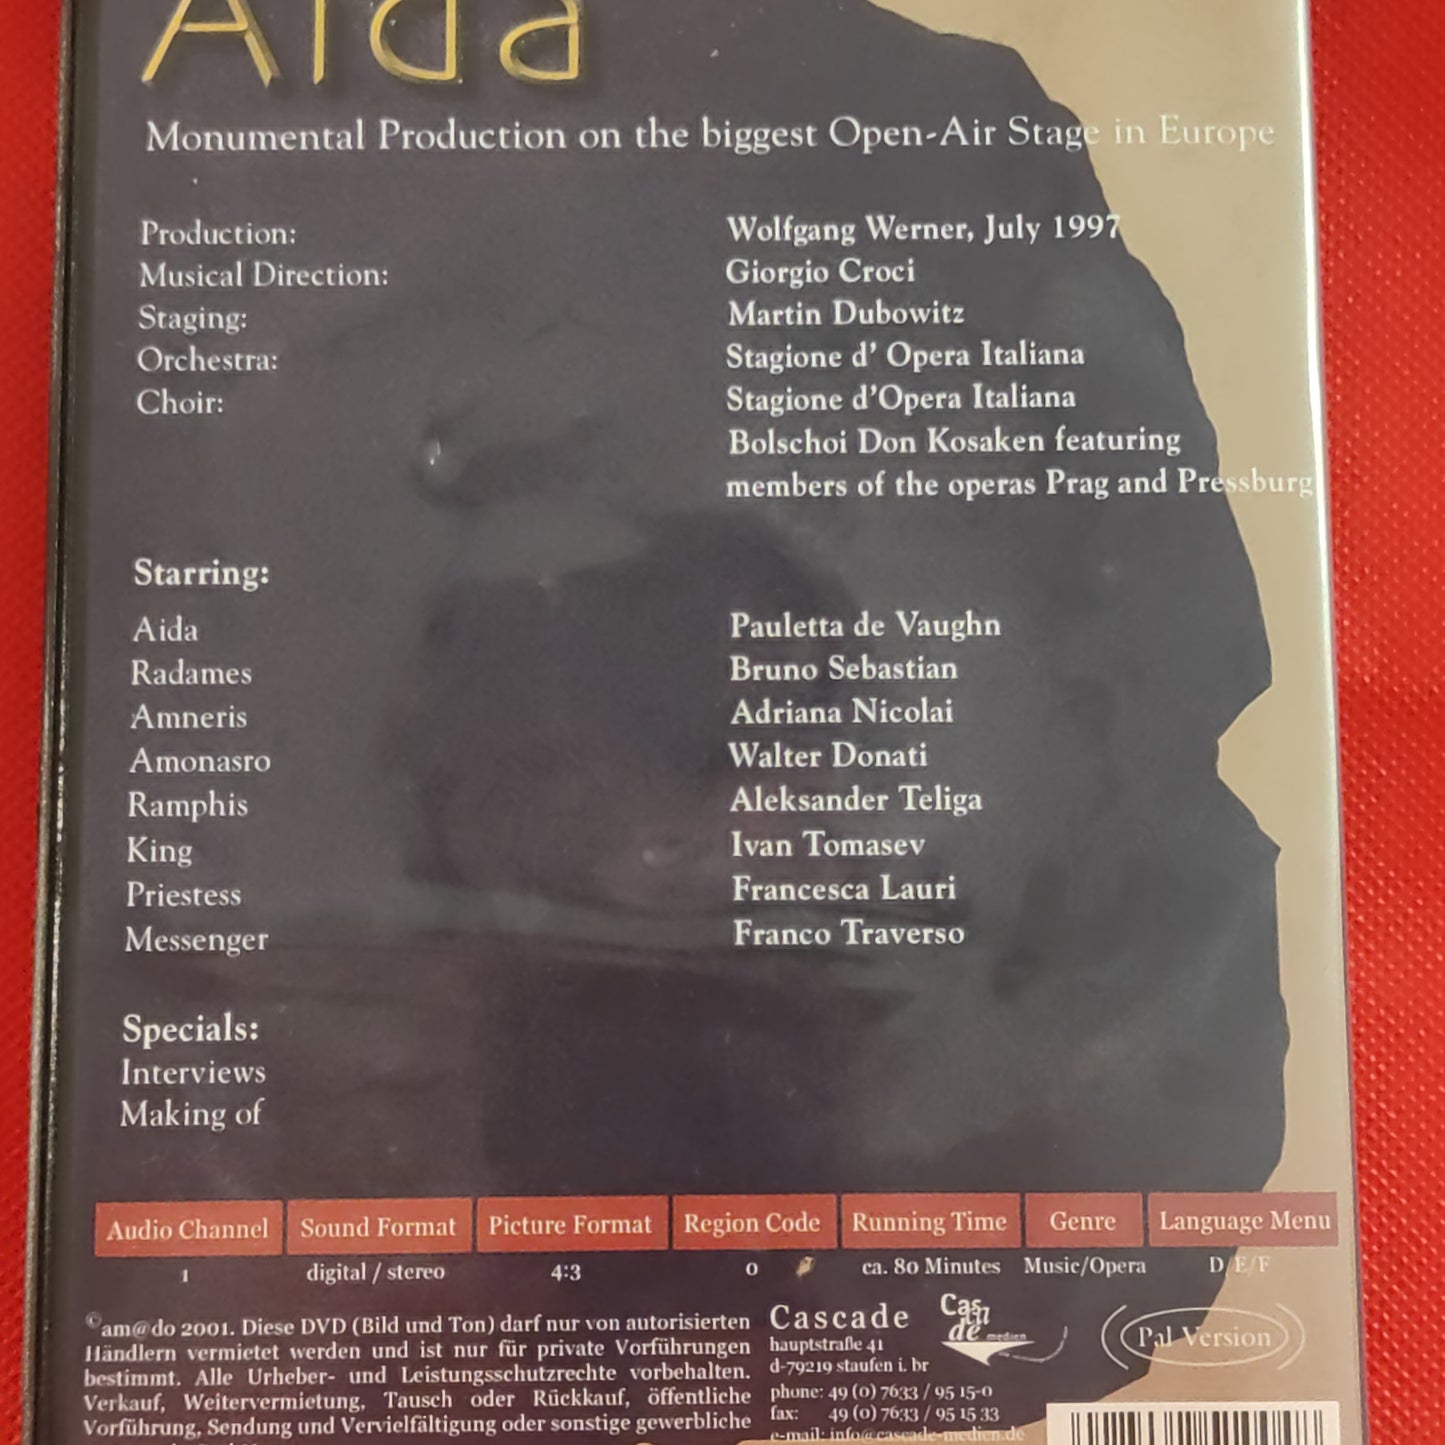 Aida
Monumental Production on the biggest Open-Air Stage in Europe
Production: Wolfgang Werner, July 1997
Musical Direction: Giorgio Croci
Staging: Martin Dubowitz
Orchestra: Stagione d' Opera Italiana
Choir: Stagione d'Opera Italiana
Bolschoi Don Kosaken featuring
members of the operas Prag and Pressburg
Starring:
Aida Pauletta de Vaughn
Radames Bruno Sebastian
Amneris Adriana Nicolai
Amonasro Walter Donati
Ramphis Aleksander Teliga
King Ivan Tomasev
Priestess Francesca Lauri
Messenger Franco Traverso
Specials:
Interviews
Making of
Audio Channel Sound Format Picture Format Region Code Running Time Genre Language Menu
1 digital / stereo 4:3 0 ca. 80 Minutes Music/Opera D/E/F
©am@do 2001. Diese DVD (Bild und Ton) darf nur von autorisierten
Händlern vermietet werden und ist nur für private Vorführungen
bestimmt. Alle Urheber- und Leistungsschutzrechte vorbehalten.
Verkauf, Weitervermietung, Tausch oder Rückkauf, öffentliche
Vorführung, Sendung und Vervielfältigung oder sonstige gewerbliche
Cascade
hauptstraße 41
d-79219 staufen i. br
phone: 49 (0) 7633 / 95 15-0
fax: 49 (0) 7633 / 95 15 33
e-mail: info@cascade-medien.de
Cas
de medien
Pal Version